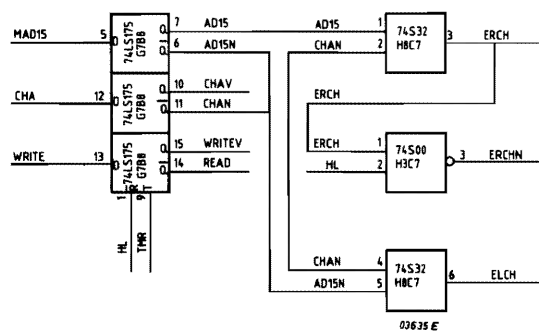 7 AD15 AD15 1 74S32 3 ERCH
MAD15 5 D 74LS175 G7B8 Q Q H8C7
6 AD15N CHAN 2
10 CHAV
CHA 12 D 74LS175 G7B8 Q Q
11 CHAN
ERCH 1 74S00 3 ERCHN
15 WRITEV
WRITE 13 D 74LS175 G7B8 Q Q H3C7
14 READ HL 2
1 R 9 T
HL TMR
CHAN 4 74S32 6 ELCH
AD15N 5 H8C7
03635 E